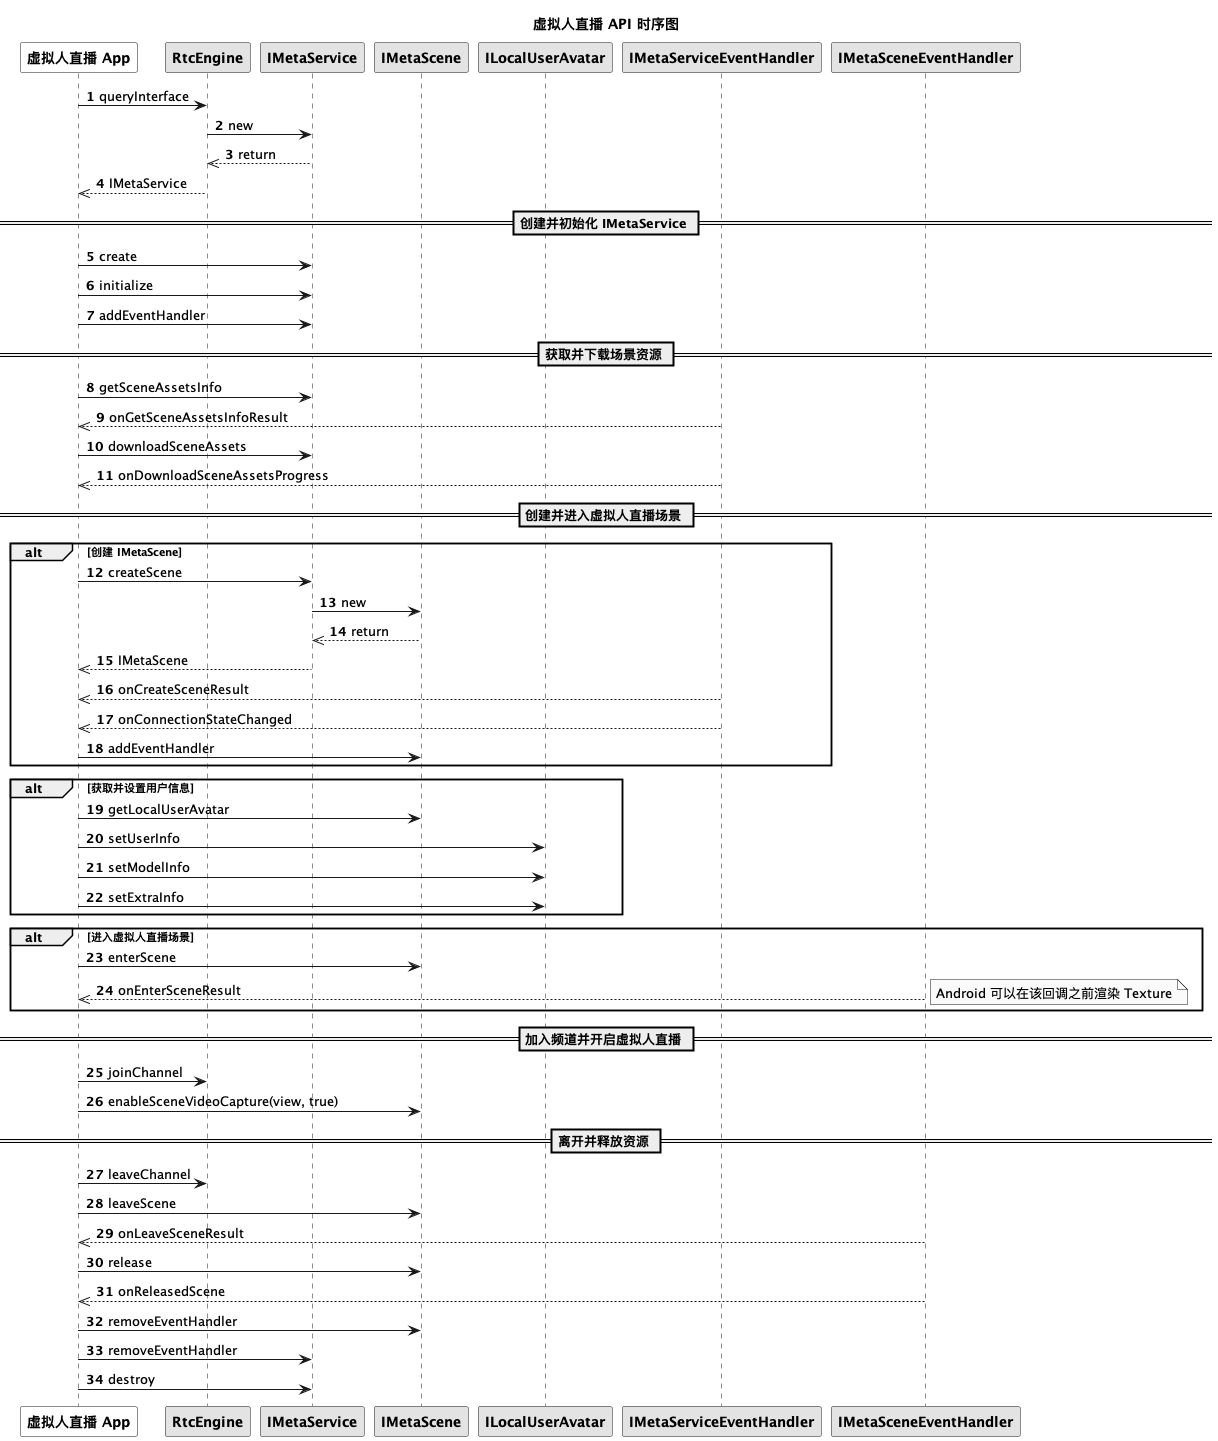 虚拟人直播 API 时序图
虚拟人直播 App RtcEngine IMetaService IMetaScene ILocalUserAvatar IMetaServiceEventHandler IMetaSceneEventHandler
1 queryInterface
2 new
3 return
4 IMetaService
创建并初始化 IMetaService
5 create
6 initialize
7 addEventHandler
获取并下载场景资源
8 getSceneAssetsInfo
9 onGetSceneAssetsInfoResult
10 downloadSceneAssets
11 onDownloadSceneAssetsProgress
创建并进入虚拟人直播场景
alt [创建 IMetaScene]
12 createScene
13 new
14 return
15 IMetaScene
16 onCreateSceneResult
17 onConnectionStateChanged
18 addEventHandler
alt [获取并设置用户信息]
19 getLocalUserAvatar
20 setUserInfo
21 setModelInfo
22 setExtraInfo
alt [进入虚拟人直播场景]
23 enterScene
24 onEnterSceneResult Android 可以在该回调之前渲染 Texture
加入频道并开启虚拟人直播
25 joinChannel
26 enableSceneVideoCapture(view, true)
离开并释放资源
27 leaveChannel
28 leaveScene
29 onLeaveSceneResult
30 release
31 onReleasedScene
32 removeEventHandler
33 removeEventHandler
34 destroy
虚拟人直播 App RtcEngine IMetaService IMetaScene ILocalUserAvatar IMetaServiceEventHandler IMetaSceneEventHandler